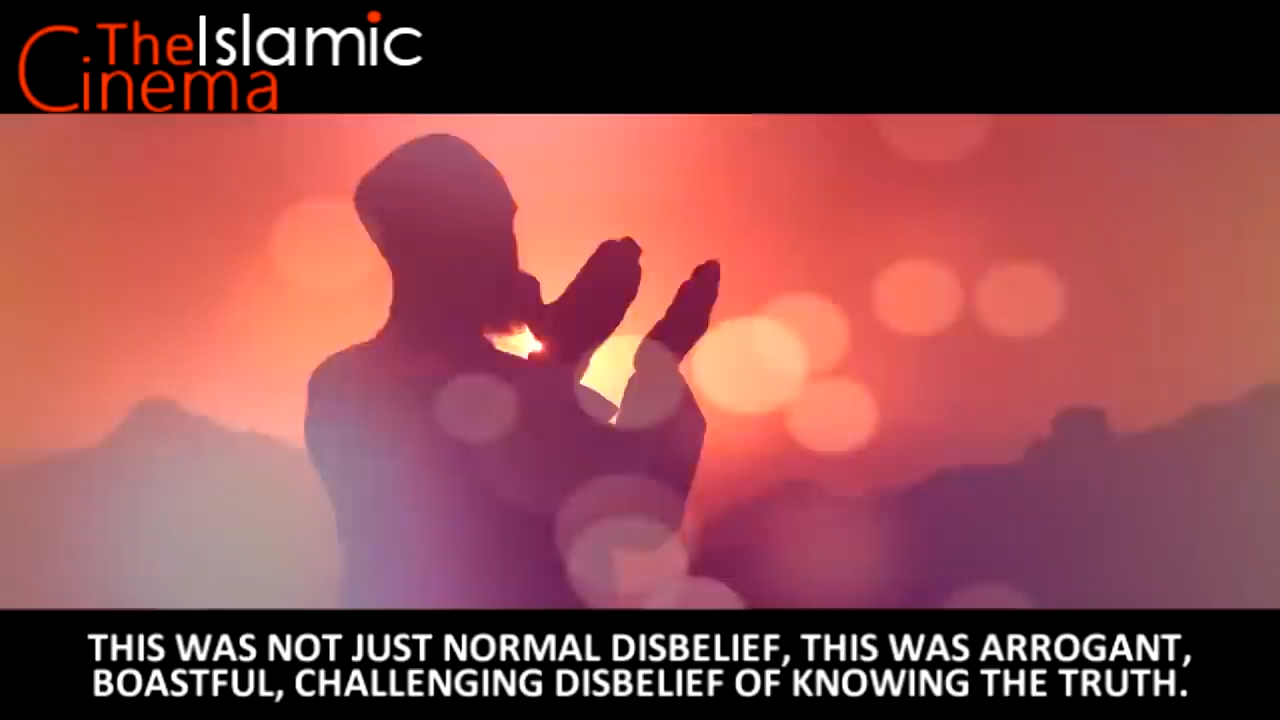 TheIslamic
Cinema
THIS WAS NOT JUST NORMAL DISBELIEF, THIS WAS ARROGANT,
BOASTFUL, CHALLENGING DISBELIEF OF KNOWING THE TRUTH.